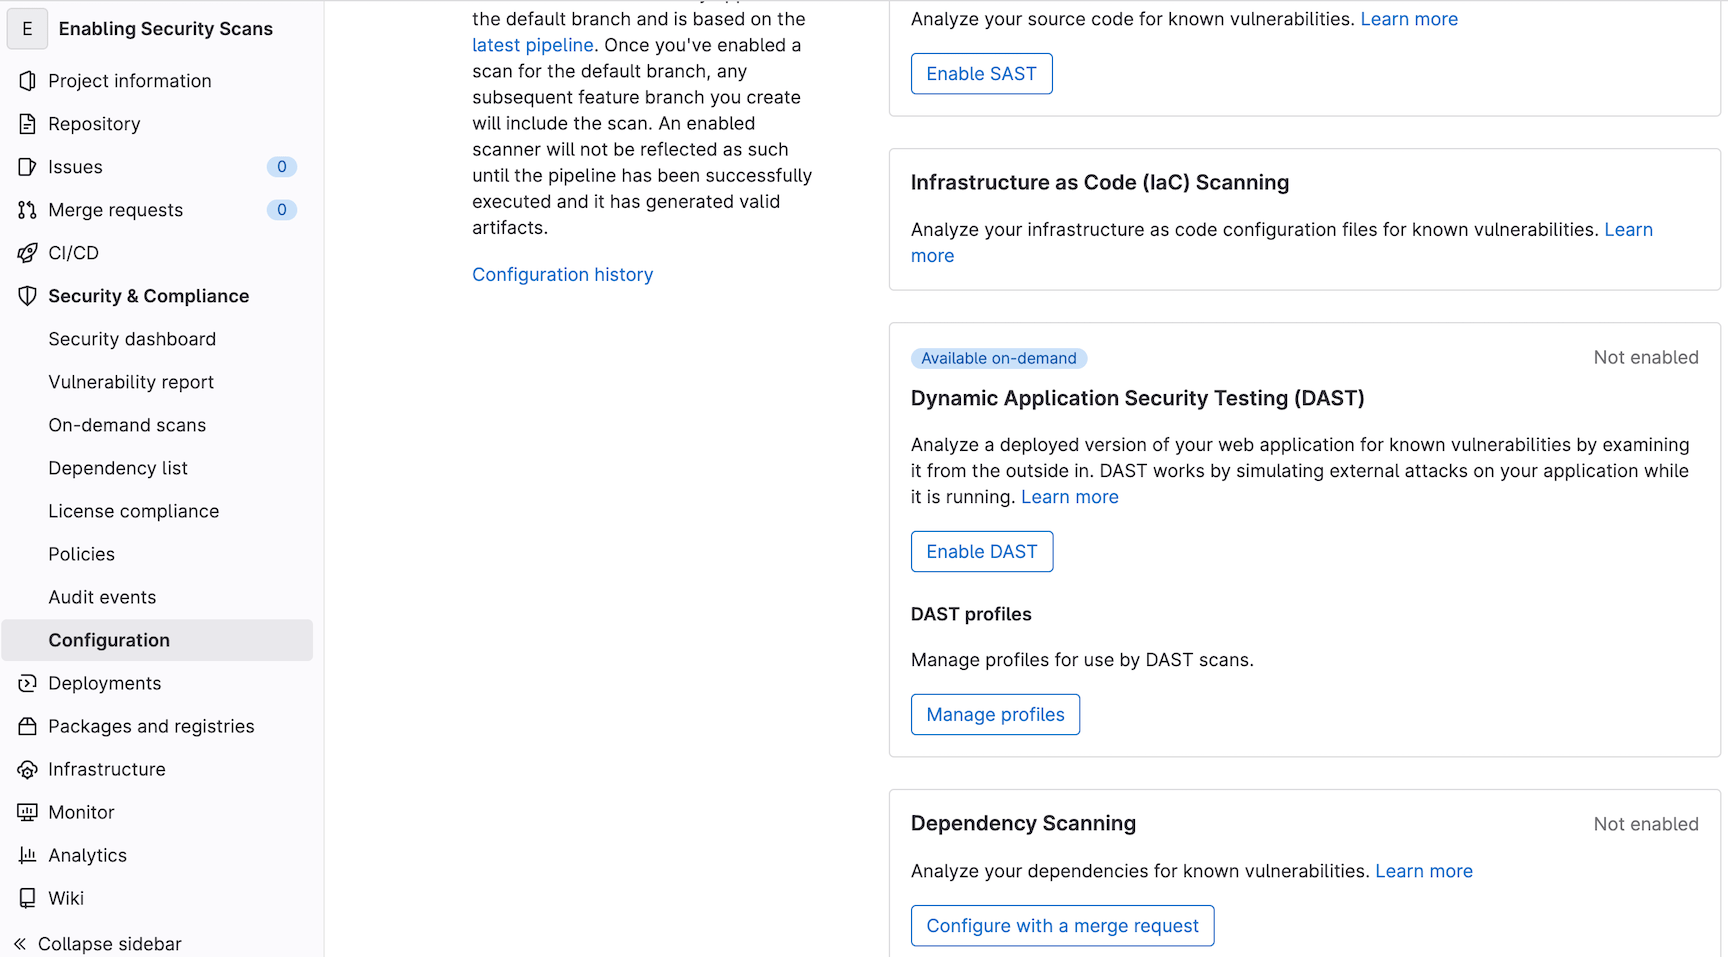 E Enabling Security Scans
Project information
Repository
Issues 0
Merge requests 0
CI/CD
Security & Compliance
Security dashboard
Vulnerability report
On-demand scans
Dependency list
License compliance
Policies
Audit events
Configuration
Deployments
Packages and registries
Infrastructure
Monitor
Analytics
Wiki
Collapse sidebar
the default branch and is based on the
latest pipeline. Once you've enabled a
scan for the default branch, any
subsequent feature branch you create
will include the scan. An enabled
scanner will not be reflected as such
until the pipeline has been successfully
executed and it has generated valid
artifacts.
Configuration history
Analyze your source code for known vulnerabilities. Learn more
Enable SAST
Infrastructure as Code (IaC) Scanning
Analyze your infrastructure as code configuration files for known vulnerabilities. Learn
more
Available on-demand
Not enabled
Dynamic Application Security Testing (DAST)
Analyze a deployed version of your web application for known vulnerabilities by examining
it from the outside in. DAST works by simulating external attacks on your application while
it is running. Learn more
Enable DAST
DAST profiles
Manage profiles for use by DAST scans.
Manage profiles
Dependency Scanning
Not enabled
Analyze your dependencies for known vulnerabilities. Learn more
Configure with a merge request